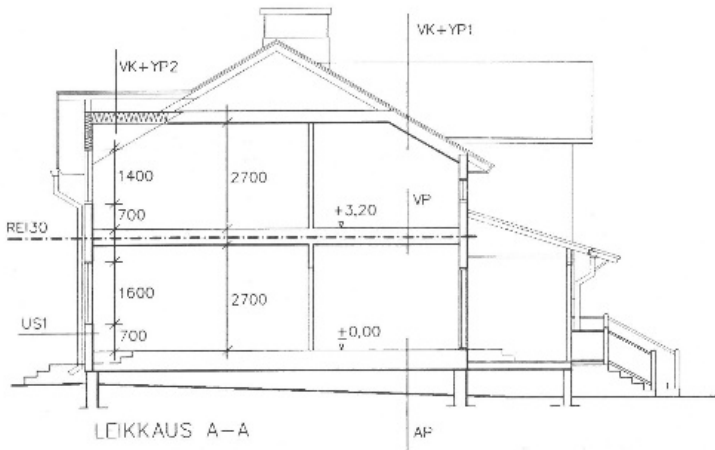 VK+YP1
VK+YP2
1400
2700
VP
700
+3,20
REI30
1600
2700
US1
700
±0,00
LEIKKAUS A-A
AP